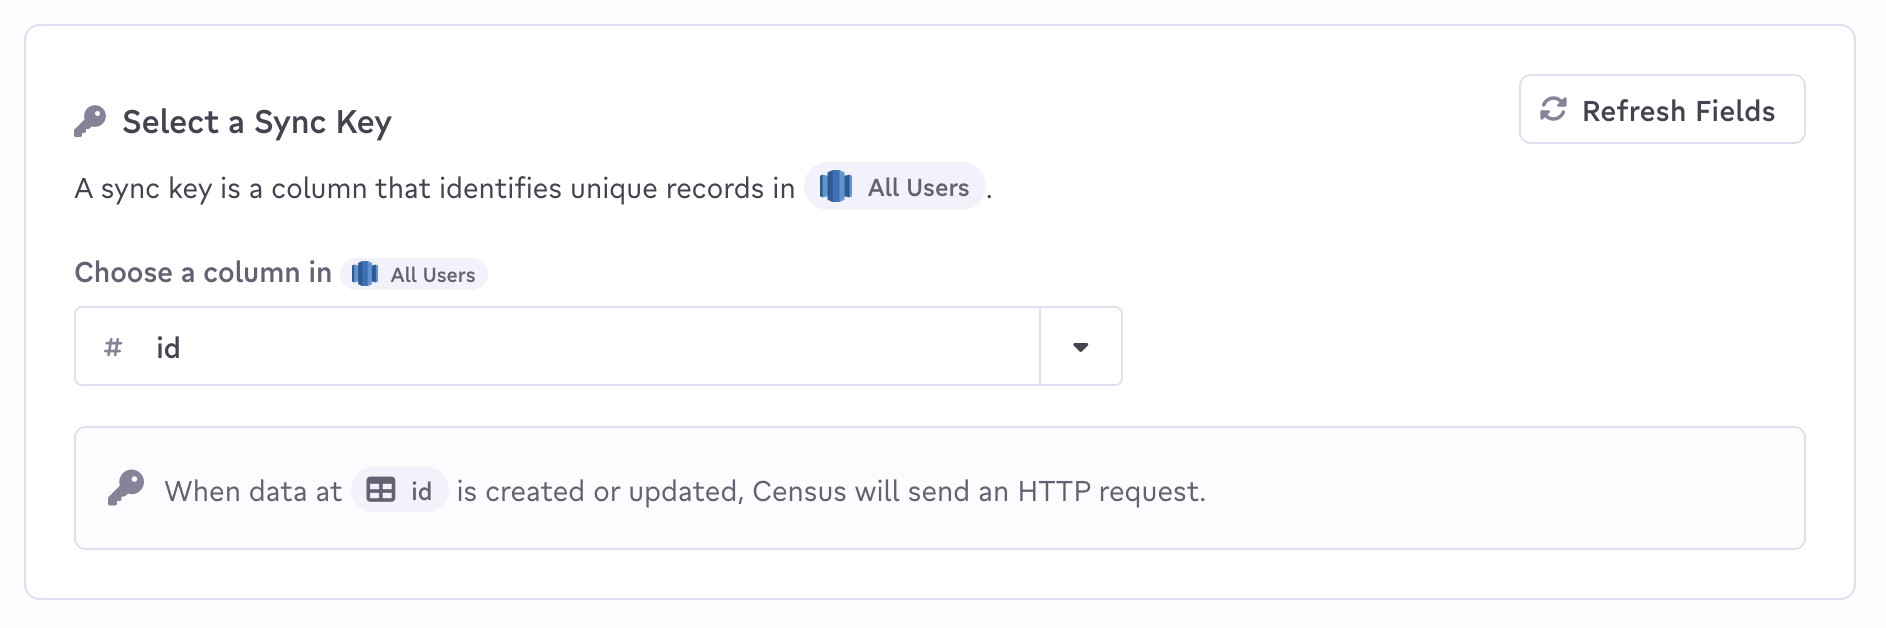 Select a Sync Key
Refresh Fields
A sync key is a column that identifies unique records in All Users.
Choose a column in All Users
# id
When data at id is created or updated, Census will send an HTTP request.